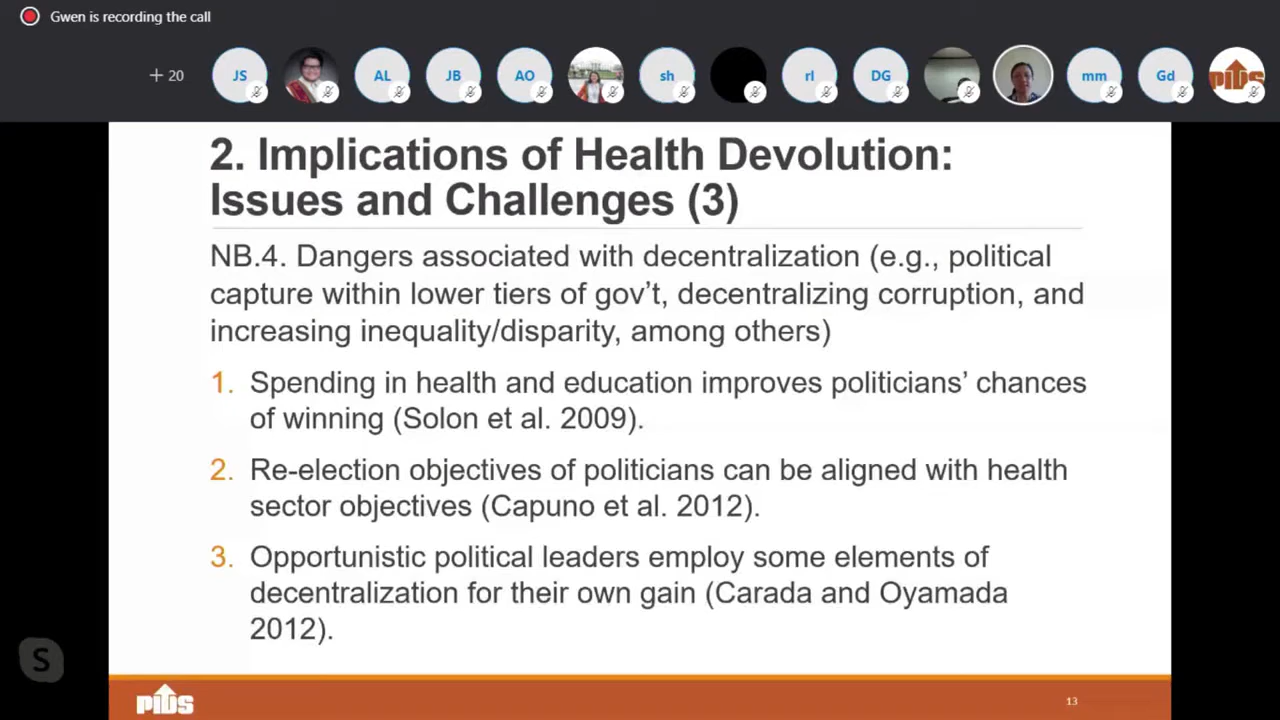 Gwen is recording the call
+ 20
JS
AL
JB
AO
sh
rl
DG
mm
Gd
PIDS
2. Implications of Health Devolution:
Issues and Challenges (3)
NB.4. Dangers associated with decentralization (e.g., political
capture within lower tiers of gov't, decentralizing corruption, and
increasing inequality/disparity, among others)
1. Spending in health and education improves politicians' chances
of winning (Solon et al. 2009).
2. Re-election objectives of politicians can be aligned with health
sector objectives (Capuno et al. 2012).
3. Opportunistic political leaders employ some elements of
decentralization for their own gain (Carada and Oyamada
2012).
S
PIDS
13